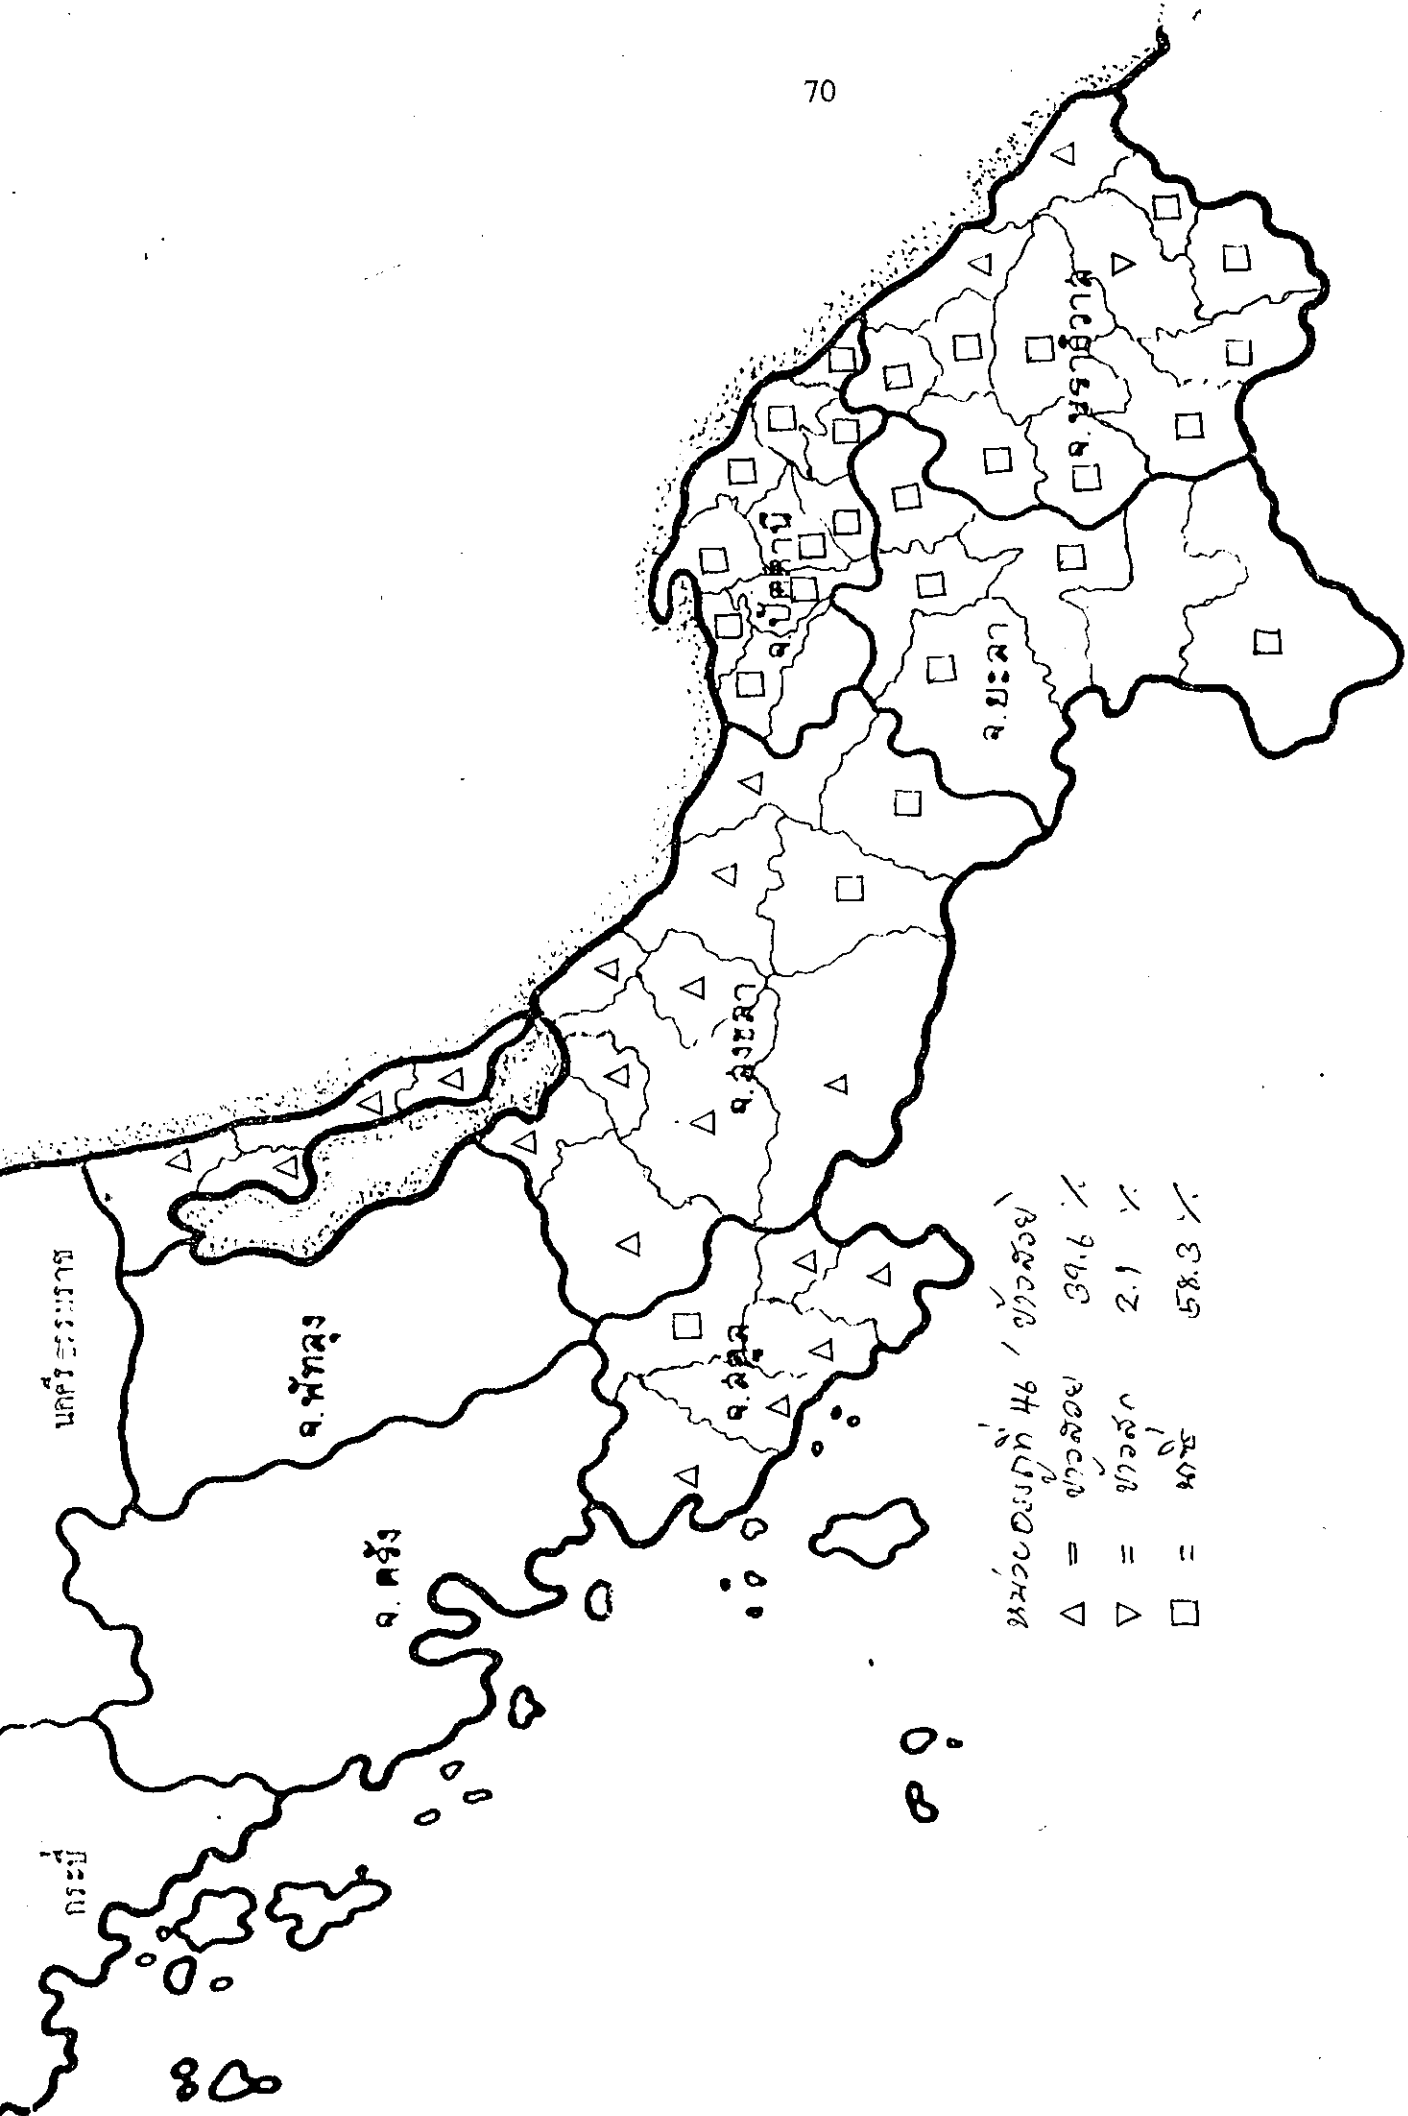 70
นครศรีธรรมราช
กระบี่
จ.พัทลุง
จ.ตรัง
จ.สงขลา
จ.สตูล
จ.ปัตตานี
จ.ยะลา
จ.นราธิวาส
หน่วยอรรถที่ 46 / ข้าวสวย /
△ = ข้าวสวย 39.6 %
▽ = ข้าวสุก 2.1 %
□ = นาซิ 58.3 %